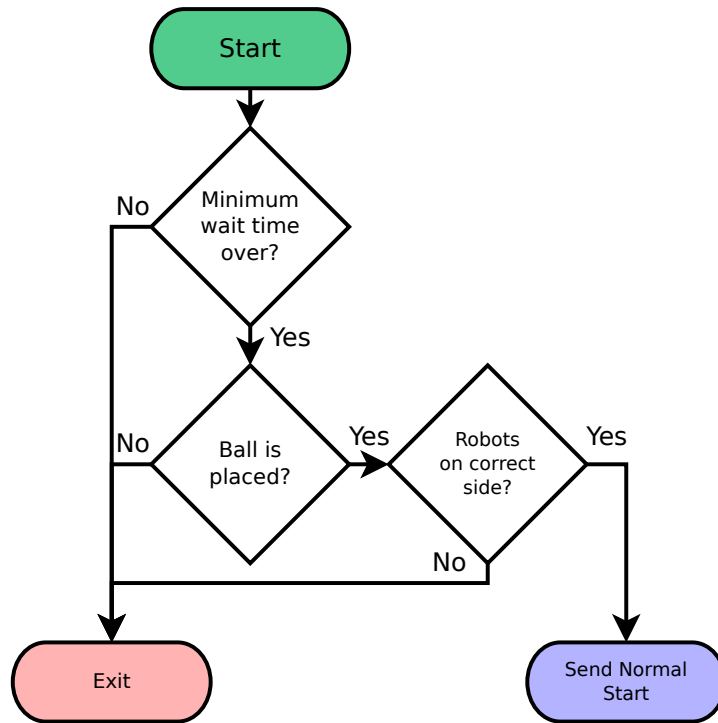 Start
Minimum
wait time
over?
No
Yes
Ball is
placed?
No
Yes
Robots
on correct
side?
Yes
No
Exit
Send Normal
Start